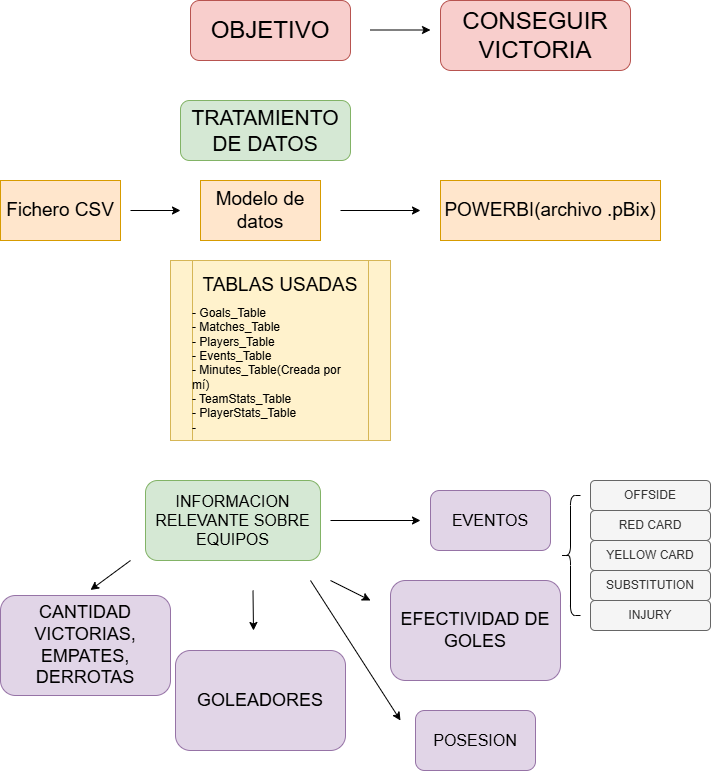 OBJETIVO
CONSEGUIR
VICTORIA
TRATAMIENTO
DE DATOS
Fichero CSV
Modelo de
datos
POWERBI(archivo .pBix)
TABLAS USADAS
- Goals_Table
- Matches_Table
- Players_Table
- Events_Table
- Minutes_Table(Creada por
mí)
- TeamStats_Table
- PlayerStats_Table
-
INFORMACION
RELEVANTE SOBRE
EQUIPOS
EVENTOS
OFFSIDE
RED CARD
YELLOW CARD
SUBSTITUTION
INJURY
CANTIDAD
VICTORIAS,
EMPATES,
DERROTAS
GOLEADORES
EFECTIVIDAD DE
GOLES
POSESION